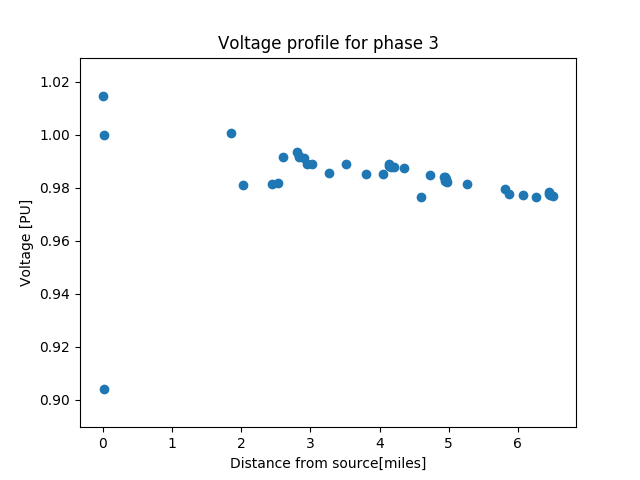 Voltage profile for phase 3
1.02
1.00
0.98
0.96
0.94
0.92
0.90
Voltage [PU]
0 1 2 3 4 5 6
Distance from source[miles]